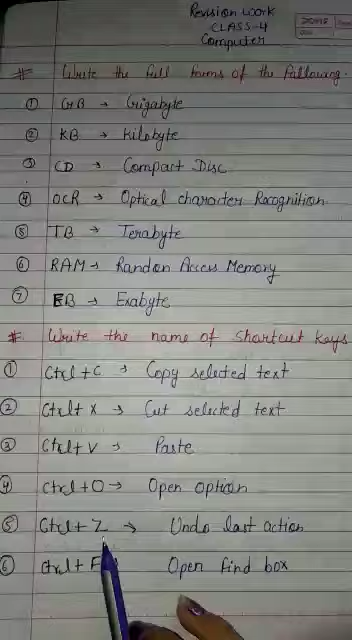 Revision work
CLASS-4
Computer
# Write the full forms of the following.
① GB → Gigabyte
② KB → Kilobyte
③ CD → Compact Disc
④ OCR → Optical character Recognition
⑤ TB → Terabyte
⑥ RAM → Random Access Memory
⑦ EB → Exabyte
# Write the name of shortcut keys
① Ctrl + C → Copy selected text
② Ctrl + X → Cut selected text
③ Ctrl + V → Paste
④ Ctrl + O → Open option
⑤ Ctrl + Z → Undo last action
⑥ Ctrl + F Open find box